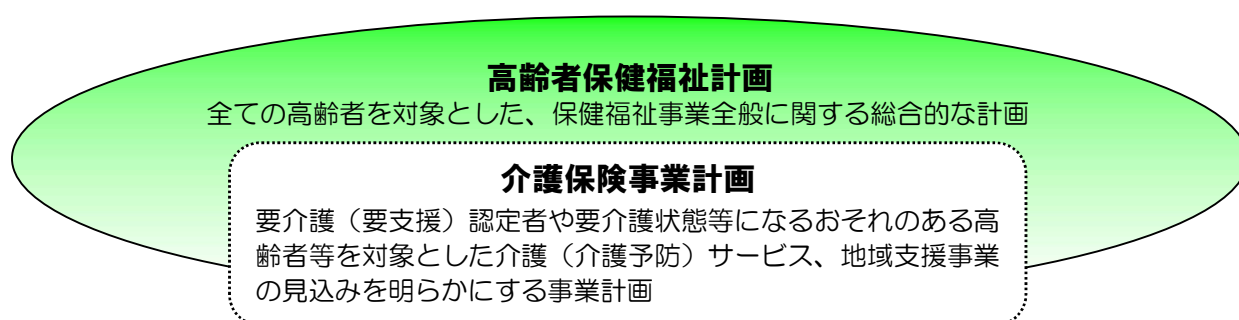 高齢者保健福祉計画
全ての高齢者を対象とした、保健福祉事業全般に関する総合的な計画
介護保険事業計画
要介護（要支援）認定者や要介護状態等になるおそれのある高
齢者等を対象とした介護（介護予防）サービス、地域支援事業
の見込みを明らかにする事業計画